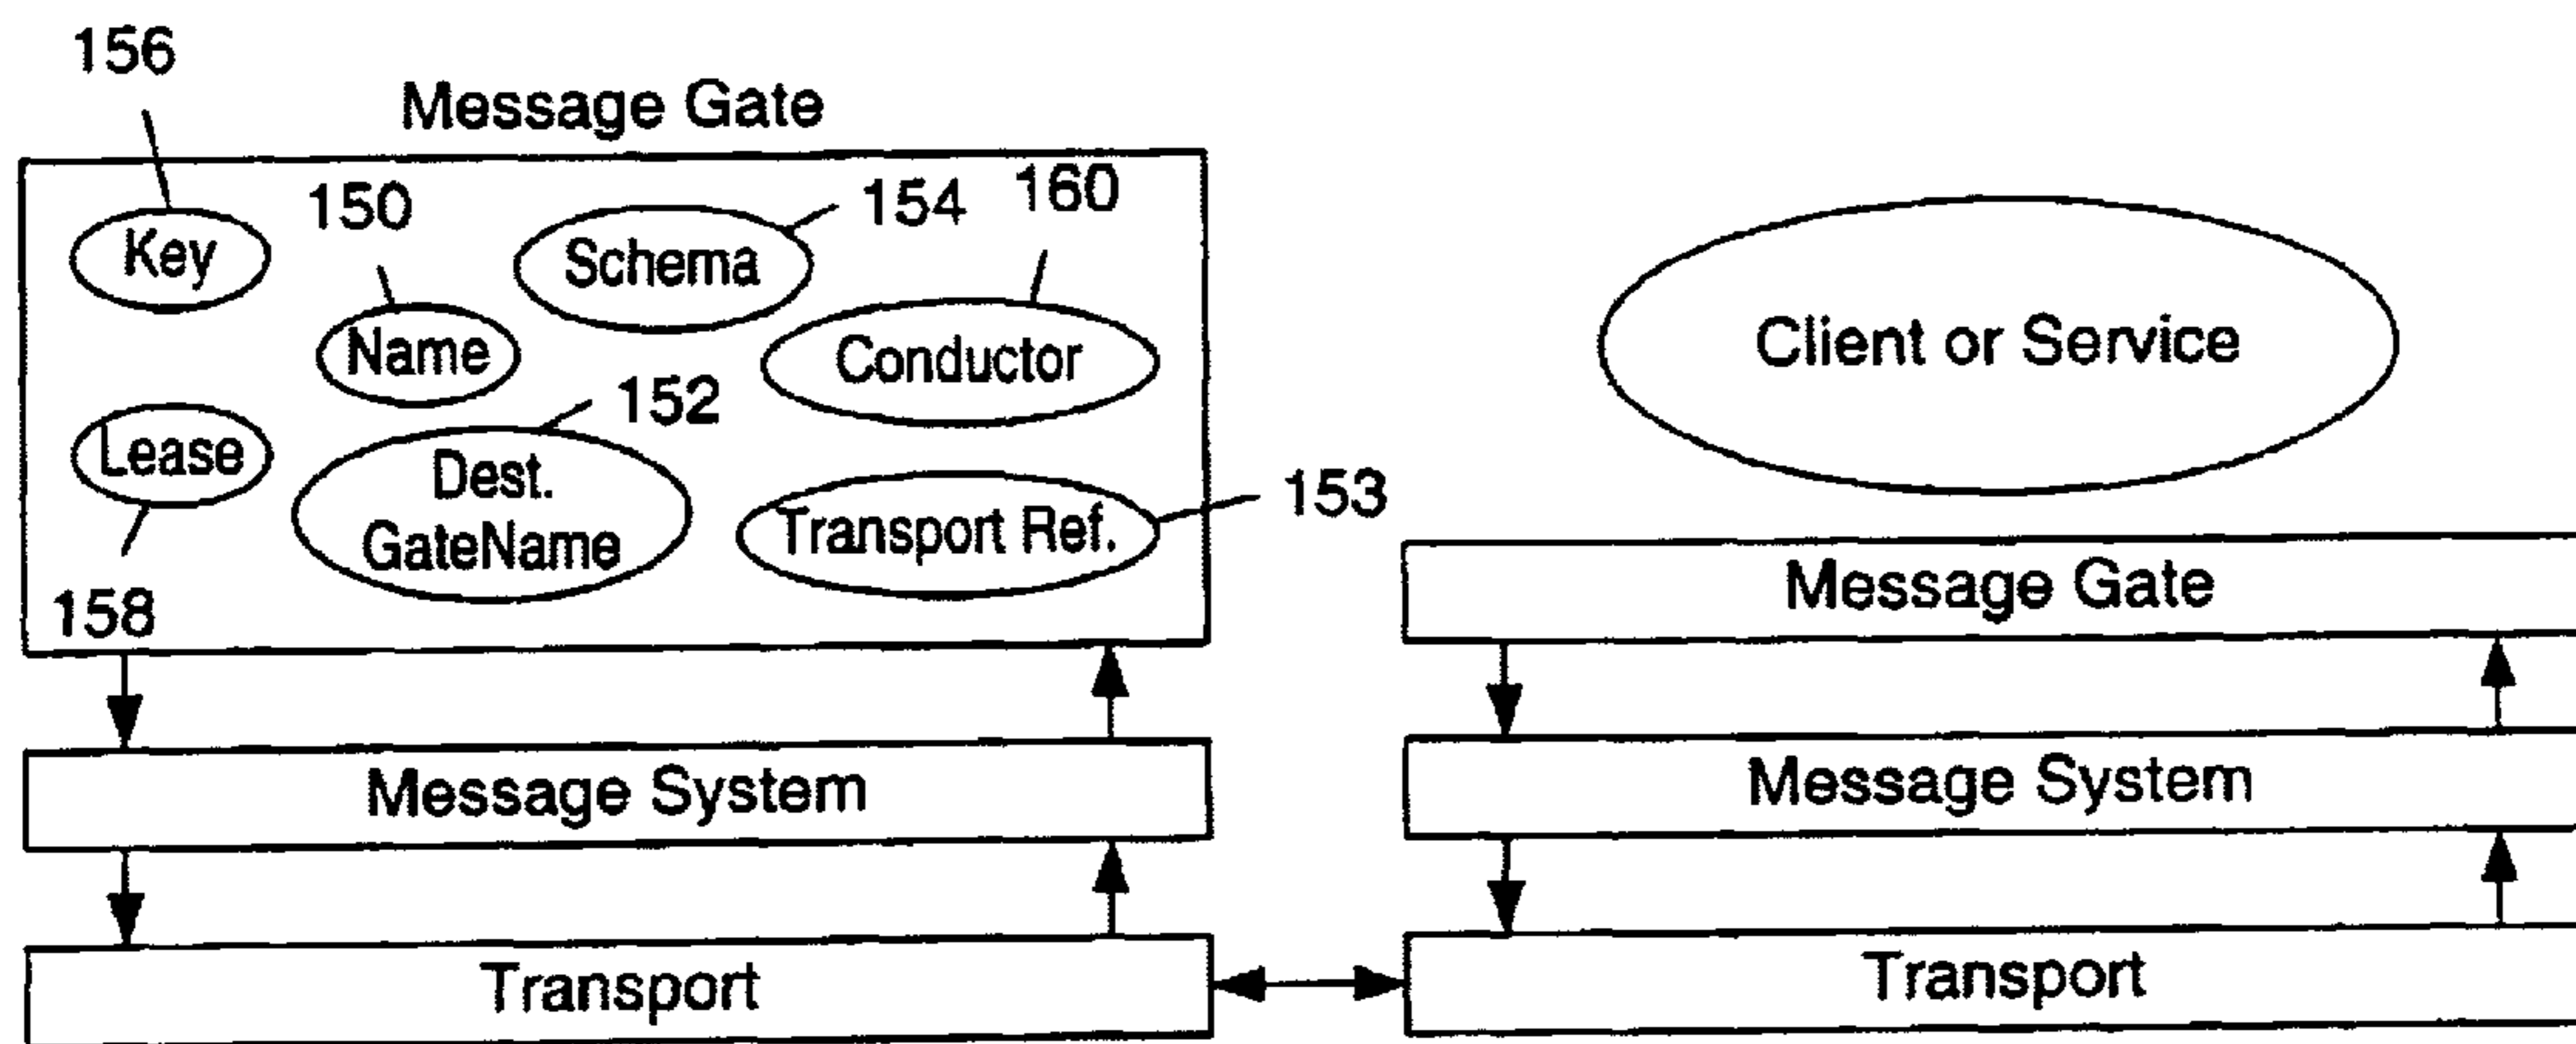 156
Message Gate
Key
150
Schema
154
160
Name
Conductor
Client or Service
Lease
152
Dest.
GateName
Transport Ref.
153
158
Message Gate
Message System
Message System
Transport
Transport